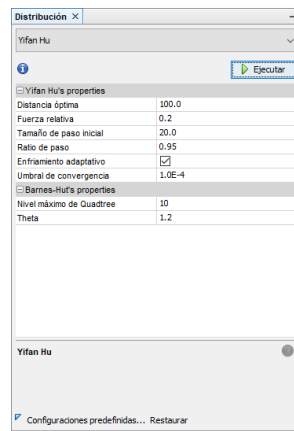 Distribución
Yifan Hu
Ejecutar
Yifan Hu's properties
Distancia óptima 100.0
Fuerza relativa 0.2
Tamaño de paso inicial 20.0
Ratio de paso 0.95
Enfriamiento adaptativo
Umbral de convergencia 1.0E-4
Barnes-Hut's properties
Nivel máximo de Quadtree 10
Theta 1.2
Yifan Hu
Configuraciones predefinidas... Restaurar